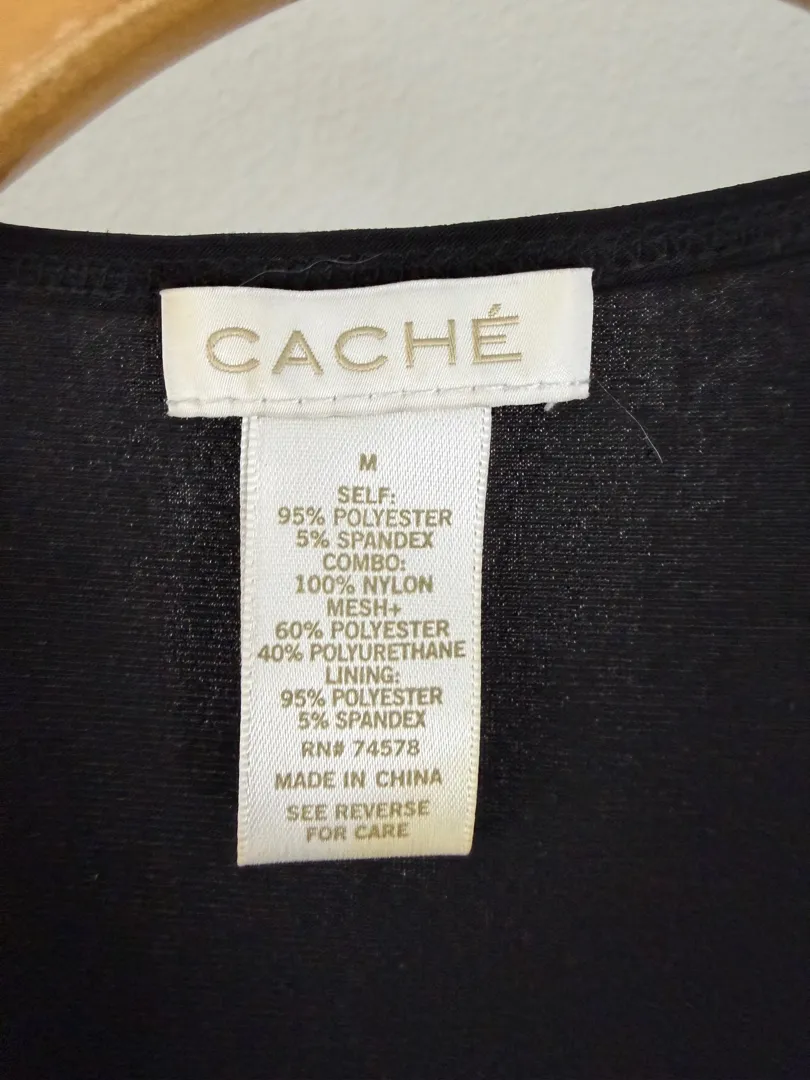 CACHÉ
M
SELF:
95% POLYESTER
5% SPANDEX
COMBO:
100% NYLON
MESH+
60% POLYESTER
40% POLYURETHANE
LINING:
95% POLYESTER
5% SPANDEX
RN# 74578
MADE IN CHINA
SEE REVERSE
FOR CARE